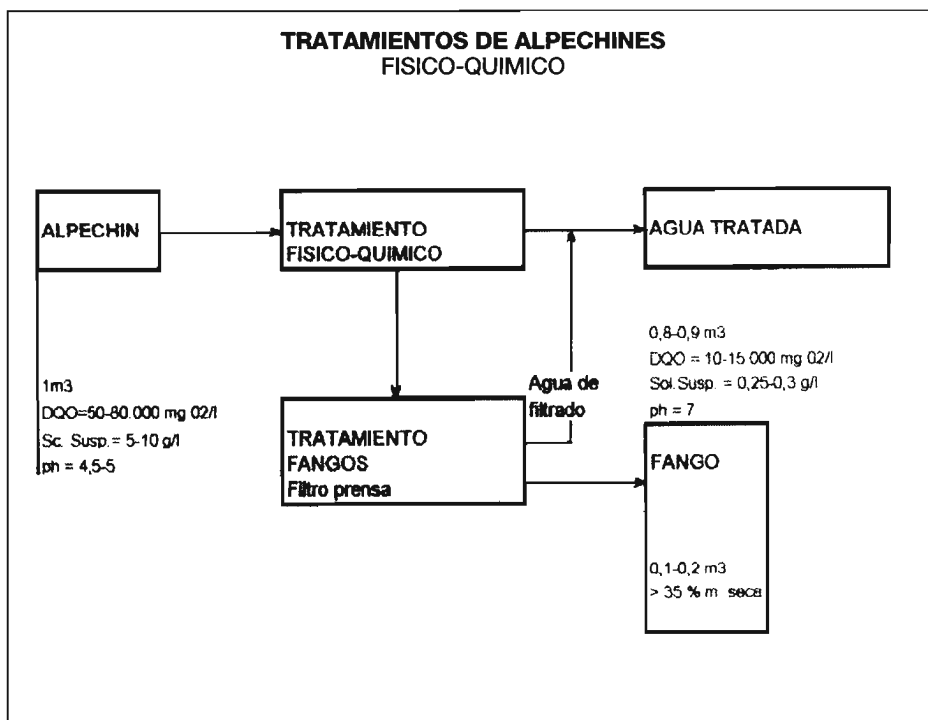 TRATAMIENTOS DE ALPECHINES
FISICO-QUIMICO
ALPECHIN
TRATAMIENTO
FISICO-QUIMICO
AGUA TRATADA
1m3
DQO=50-80.000 mg 02/l
Sc. Susp.= 5-10 g/l
ph = 4,5-5
0,8-0,9 m3
DQO = 10-15 000 mg 02/l
Sol. Susp. = 0,25-0,3 g/l
ph = 7
Agua de
filtrado
TRATAMIENTO
FANGOS
Filtro prensa
FANGO
0,1-0,2 m3
> 35 % m seca